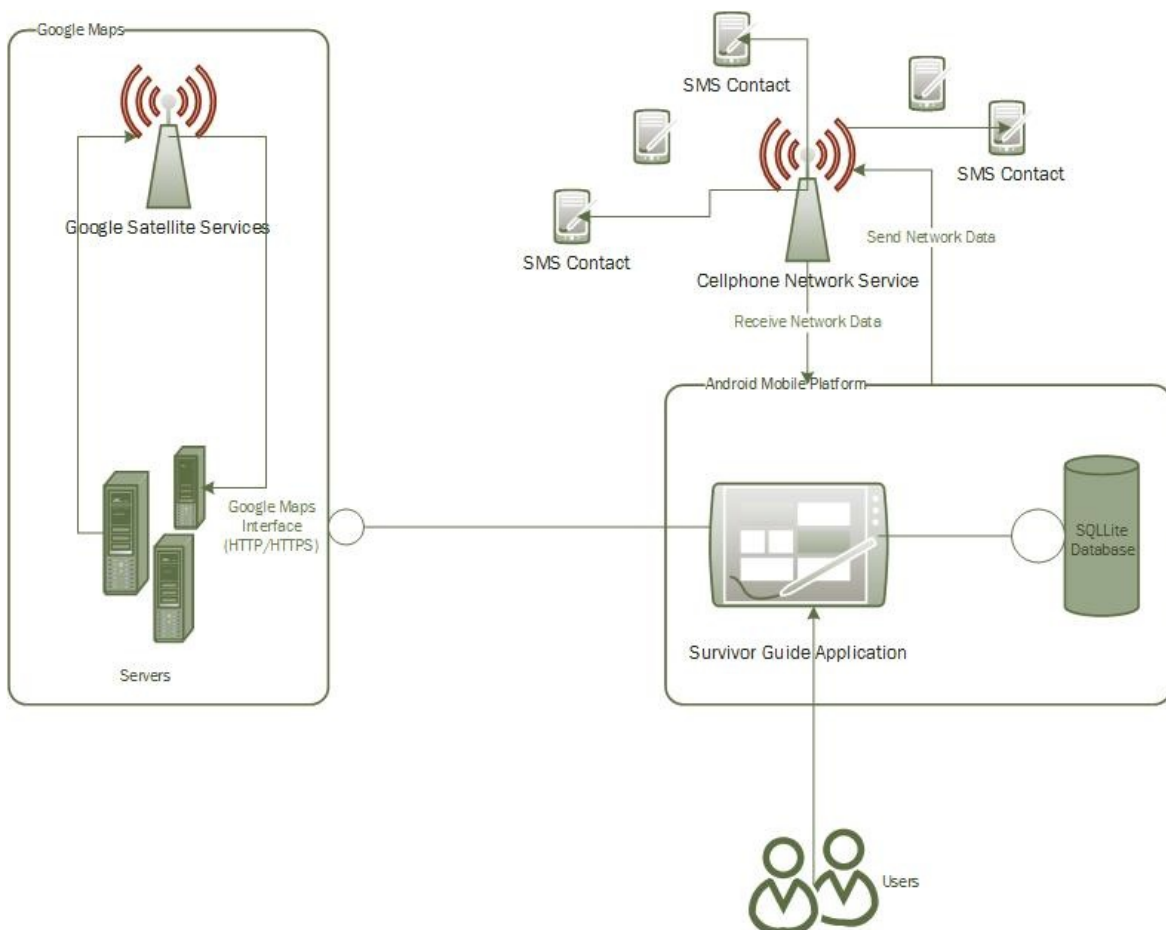 Google Maps
SMS Contact
SMS Contact
Google Satellite Services
SMS Contact
Send Network Data
Cellphone Network Service
Receive Network Data
Android Mobile Platform
Google Maps
Interface
(HTTP/HTTPS)
SQLLite
Database
Survivor Guide Application
Servers
Users